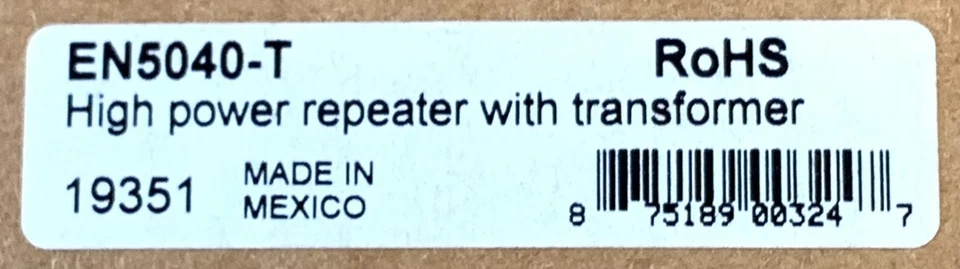 EN5040-T RoHS
High power repeater with transformer
19351 MADE IN
MEXICO
8 75189 00324 7